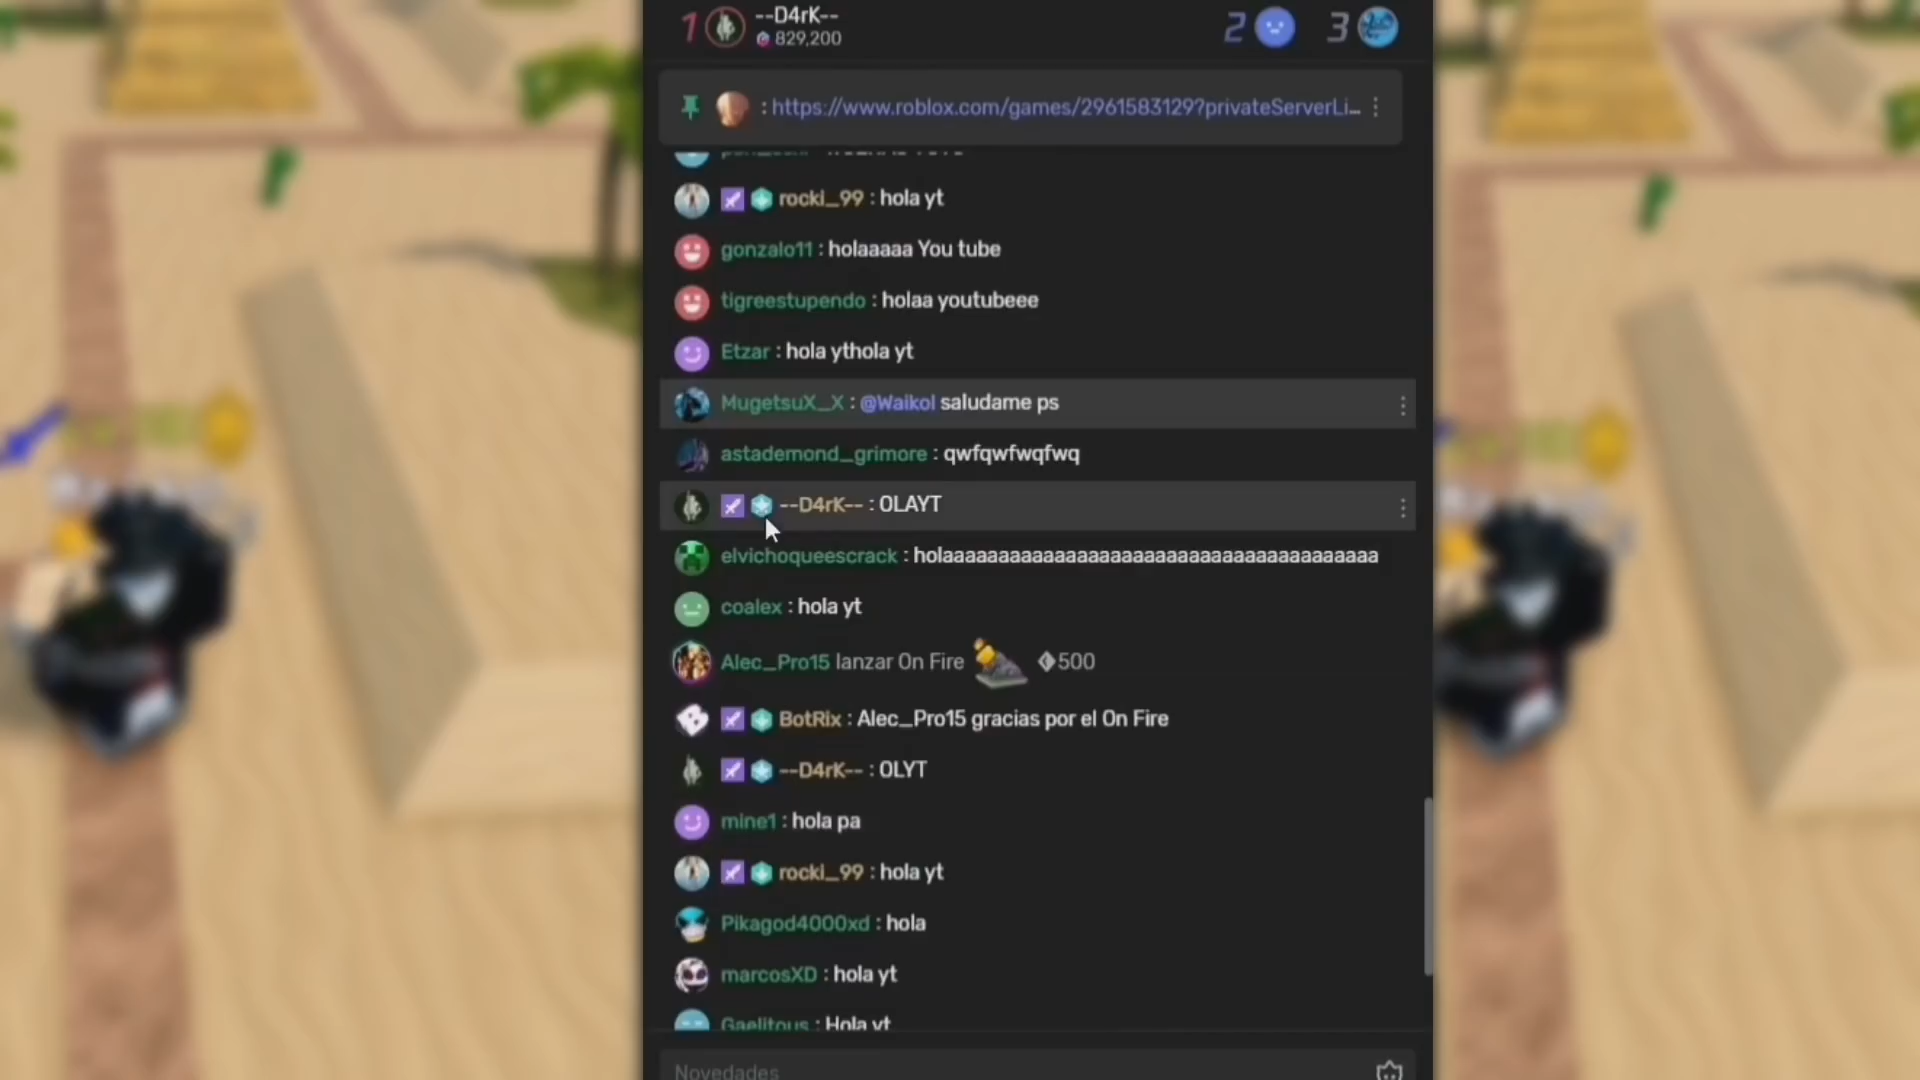 1 --D4rK--
829,200
2 3
: https://www.roblox.com/games/2961583129?privateServerLi...
rocki_99 : hola yt
gonzalo11 : holaaaaa You tube
tigreestupendo : holaa youtubeee
Etzar : hola ythola yt
MugetsuX_X : @Waikol saludame ps
astademond_grimore : qwfqwfwqfwq
--D4rK-- : OLAYT
elvichoqueescrack : holaaaaaaaaaaaaaaaaaaaaaaaaaaaaaaaaaaa
coalex : hola yt
Alec_Pro15 lanzar On Fire 500
BotRix : Alec_Pro15 gracias por el On Fire
--D4rK-- : OLYT
mine1 : hola pa
rocki_99 : hola yt
Pikagod4000xd : hola
marcosXD : hola yt
Gaelitous : Hola yt
Novedades